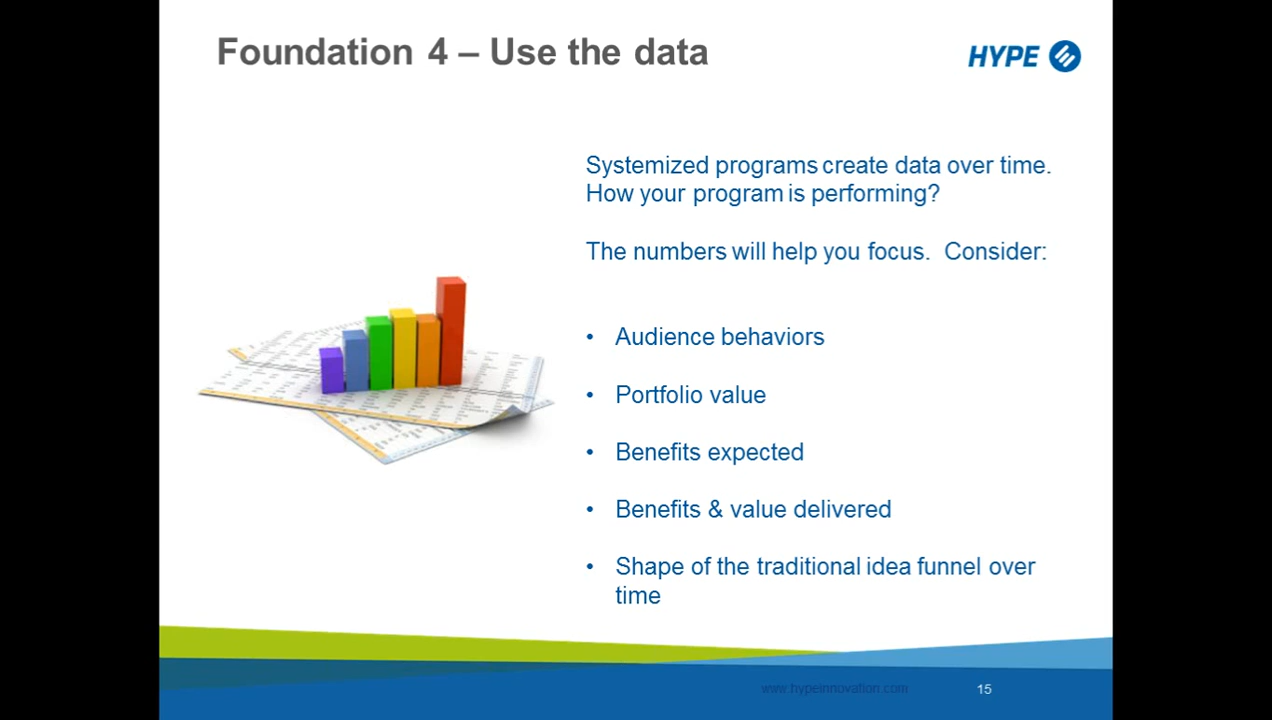 Foundation 4 – Use the data
HYPE
Systemized programs create data over time.
How your program is performing?
The numbers will help you focus. Consider:
• Audience behaviors
• Portfolio value
• Benefits expected
• Benefits & value delivered
• Shape of the traditional idea funnel over
time
www.hypeinnovation.com
15